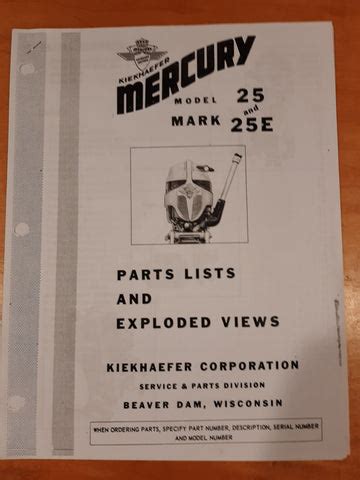 KIEKHAEFER
MERCURY
MODEL 25
and
MARK 25E
PARTS LISTS
AND
EXPLODED VIEWS
KIEKHAEFER CORPORATION
SERVICE & PARTS DIVISION
BEAVER DAM, WISCONSIN
WHEN ORDERING PARTS, SPECIFY PART NUMBER, DESCRIPTION, SERIAL NUMBER
AND MODEL NUMBER